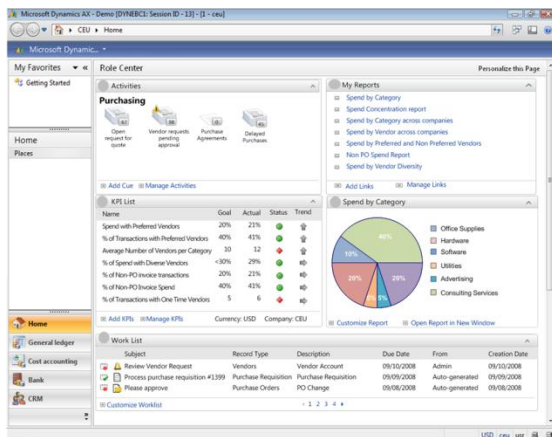 Microsoft Dynamics AX - Demo [DYNEBC1: Session ID - 13] - [1 - ceu]
CEU ▸ Home
Microsoft Dynamic...
My Favorites
Getting Started
Home
Places
Home
General ledger
Cost accounting
Bank
CRM
Role Center
Personalize this Page
Activities
Purchasing
Open request for quote
Vendor requests pending approval
Purchase Agreements
Delayed Purchases
Add Cue Manage Activities
My Reports
Spend by Category
Spend Concentration report
Spend by Category across companies
Spend by Vendor across companies
Spend by Preferred and Non Preferred Vendors
Non PO Spend Report
Spend by Vendor Diversity
Add Links Manage Links
KPI List
Name Goal Actual Status Trend
Spend with Preferred Vendors 20% 21%
% of Transactions with Preferred Vendors 40% 41%
Average Number of Vendors per Category 10 12
% of Spend with Diverse Vendors <30% 29%
% of Non-PO invoice transactions 20% 21%
% of Non-PO Invoice Spend 40% 41%
% of Transactions with One Time Vendors 5 6
Add KPIs Manage KPIs Currency: USD Company: CEU
Spend by Category
Office Supplies
Hardware
Software
Utilities
Advertising
Consulting Services
Customize Report Open Report in New Window
Work List
Subject Record Type Description Due Date From Creation Date
Review Vendor Request Vendors Vendor Account 09/10/2008 Admin 09/10/2008
Process purchase requisition #1399 Purchase Requisition Purchase Requisition 09/09/2008 Auto-generated 09/09/2008
Please approve Purchase Orders PO Change 09/08/2008 Auto-generated 09/08/2008
Customize Worklist
1 2 3 4
USD ceu usr